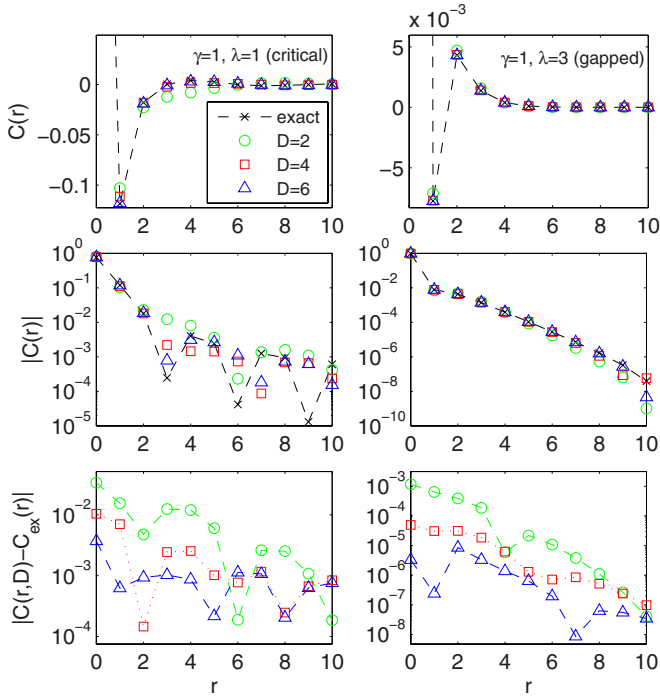 x 10⁻³
γ=1, λ=1 (critical)
γ=1, λ=3 (gapped)
C(r)
0
−0.05
−0.1
5
0
−5
exact
D=2
D=4
D=6
0 2 4 6 8 10
0 2 4 6 8 10
|C(r)|
10⁰
10⁻¹
10⁻²
10⁻³
10⁻⁴
10⁻⁵
10⁰
10⁻²
10⁻⁴
10⁻⁶
10⁻⁸
10⁻¹⁰
0 2 4 6 8 10
0 2 4 6 8 10
|C(r,D)−C_ex(r)|
10⁻²
10⁻³
10⁻⁴
10⁻³
10⁻⁴
10⁻⁵
10⁻⁶
10⁻⁷
10⁻⁸
0 2 4 6 8 10
0 2 4 6 8 10
r
r